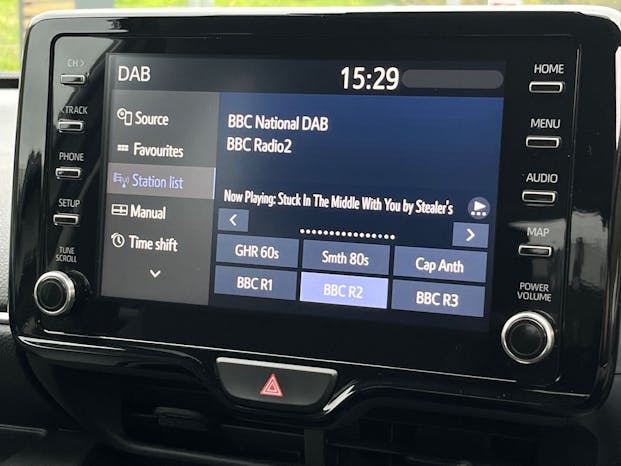 CH >
TRACK
PHONE
SETUP
TUNE
SCROLL
DAB
15:29
Source
Favourites
Station list
Manual
Time shift
BBC National DAB
BBC Radio2
Now Playing: Stuck In The Middle With You by Stealer's
GHR 60s
Smth 80s
Cap Anth
BBC R1
BBC R2
BBC R3
HOME
MENU
AUDIO
MAP
POWER
VOLUME